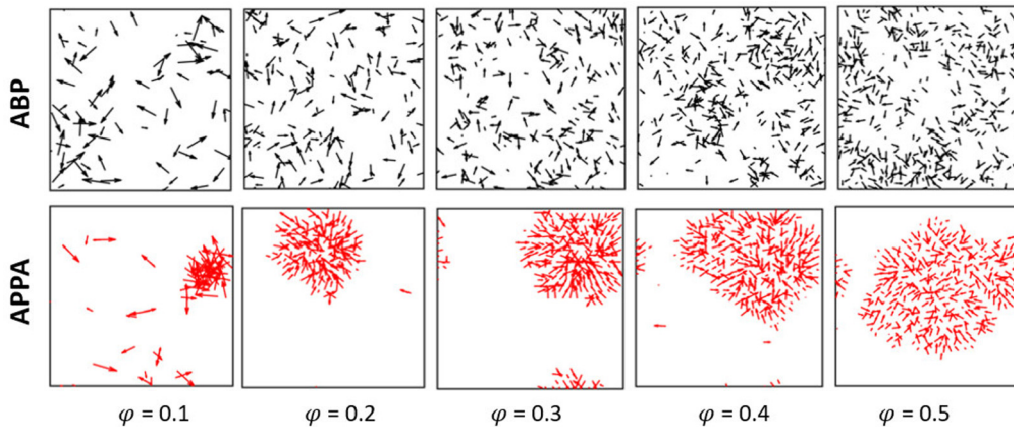 ABP
APPA
φ = 0.1 φ = 0.2 φ = 0.3 φ = 0.4 φ = 0.5